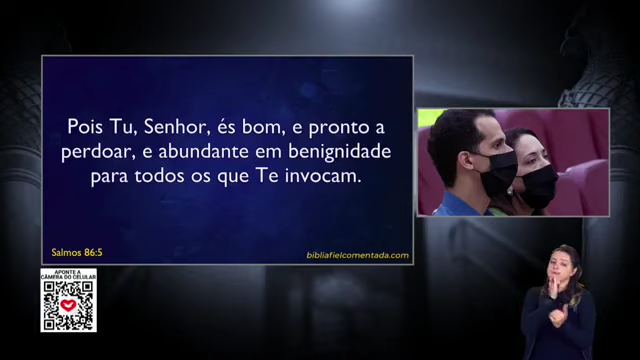 Pois Tu, Senhor, és bom, e pronto a
perdoar, e abundante em benignidade
para todos os que Te invocam.
Salmos 86:5
bibliafielcomentada.com
APONTE A
CÂMERA DO CELULAR